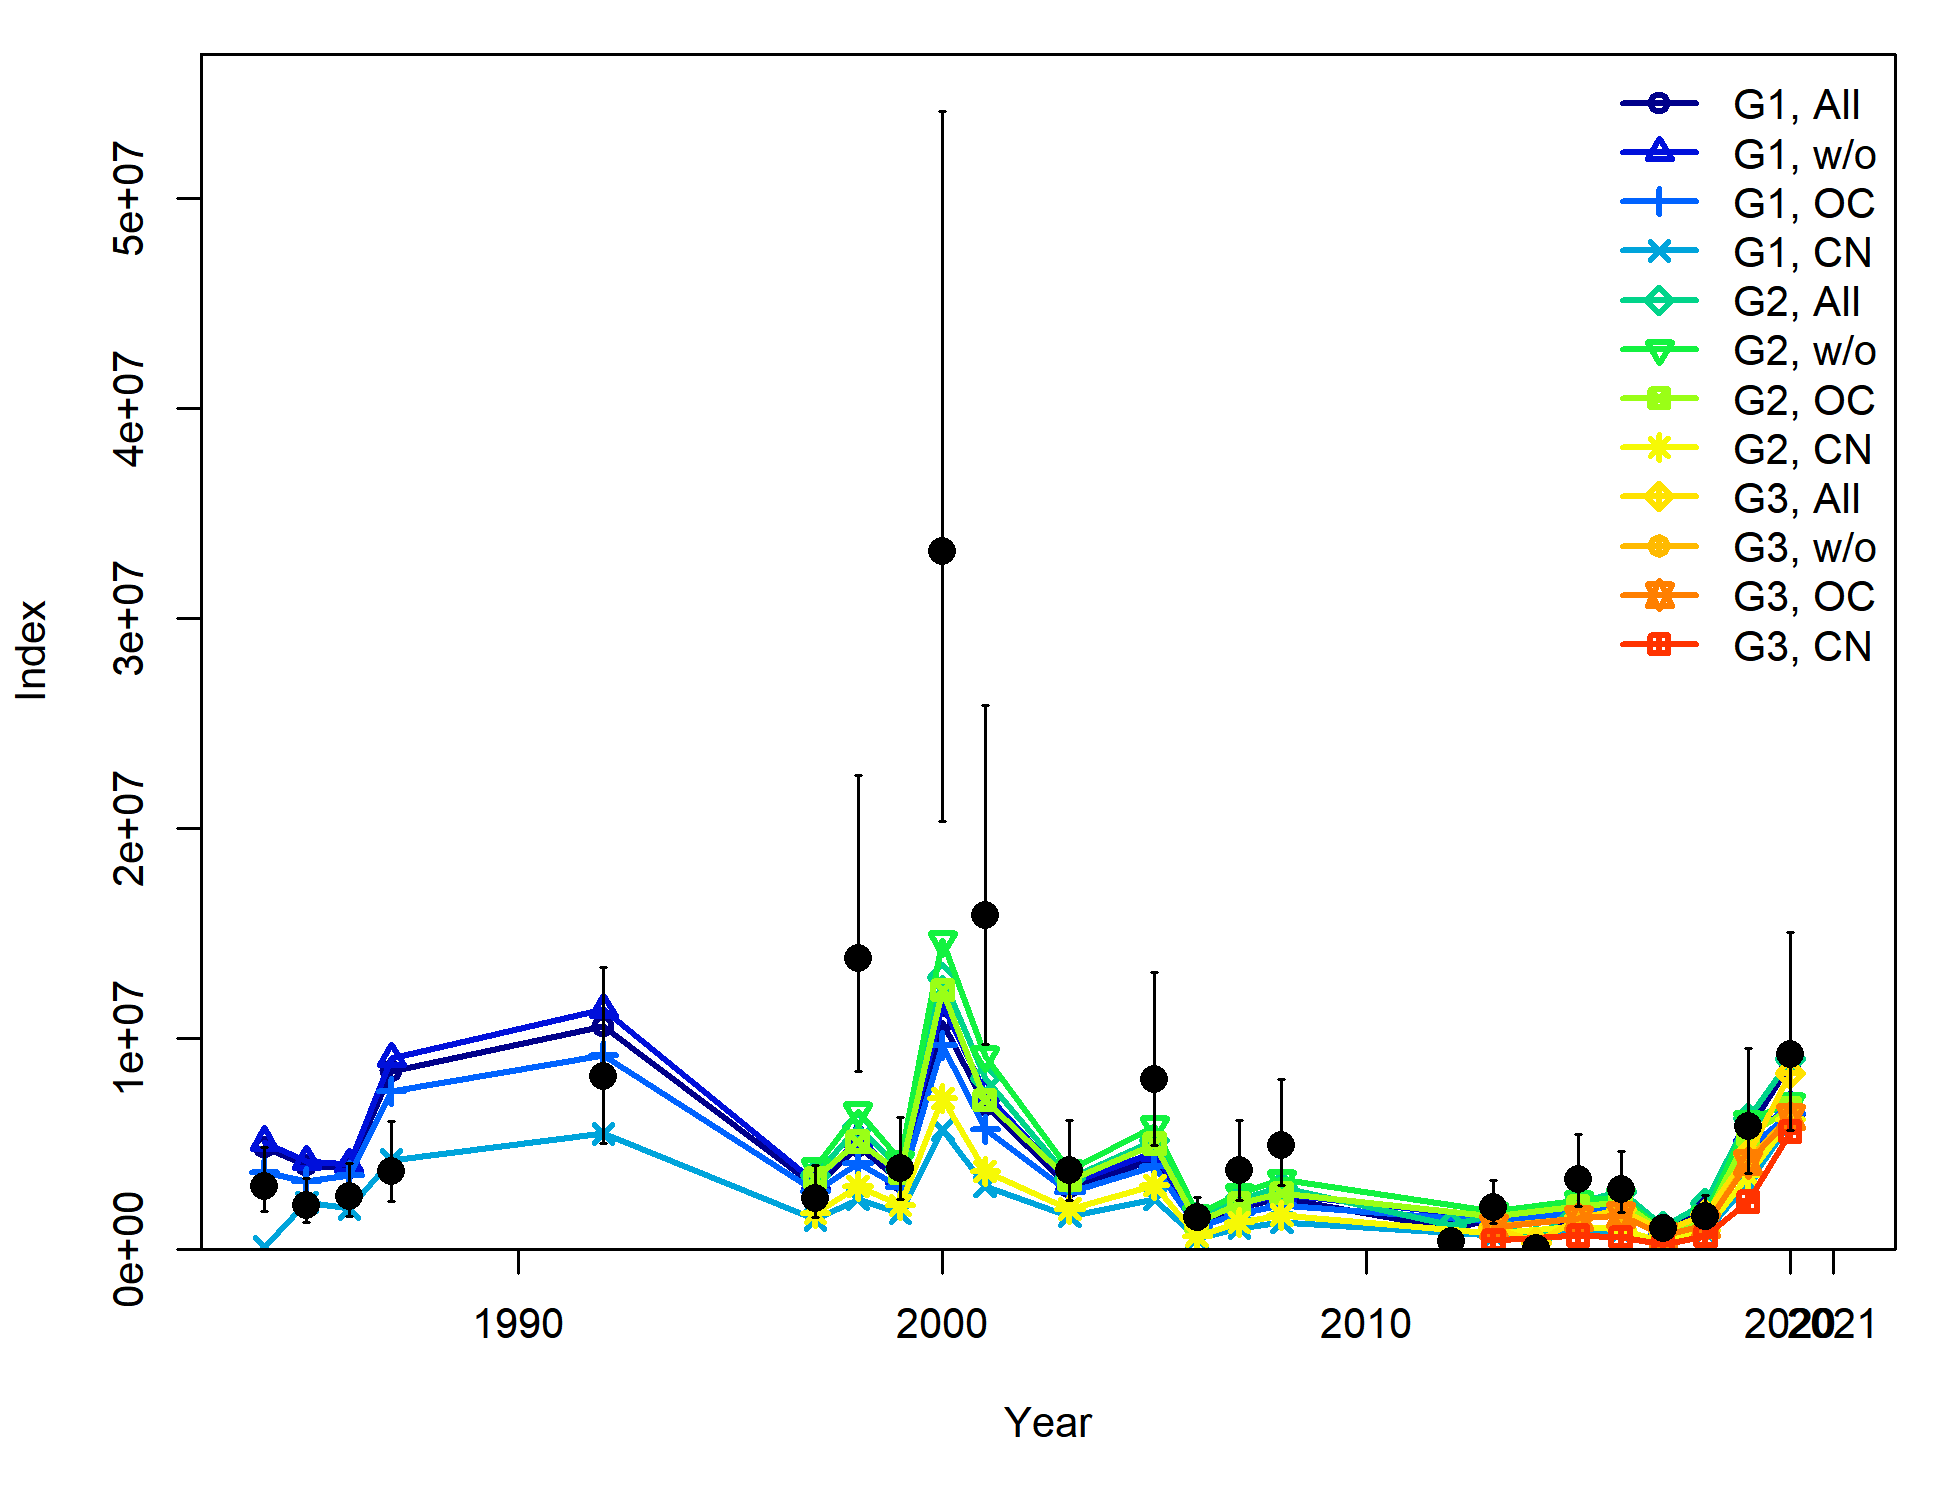 G1, All
G1, w/o
G1, OC
G1, CN
G2, All
G2, w/o
G2, OC
G2, CN
G3, All
G3, w/o
G3, OC
G3, CN
5e+07
4e+07
3e+07
2e+07
1e+07
0e+00
Index
1990 2000 2010 2020 2021
Year